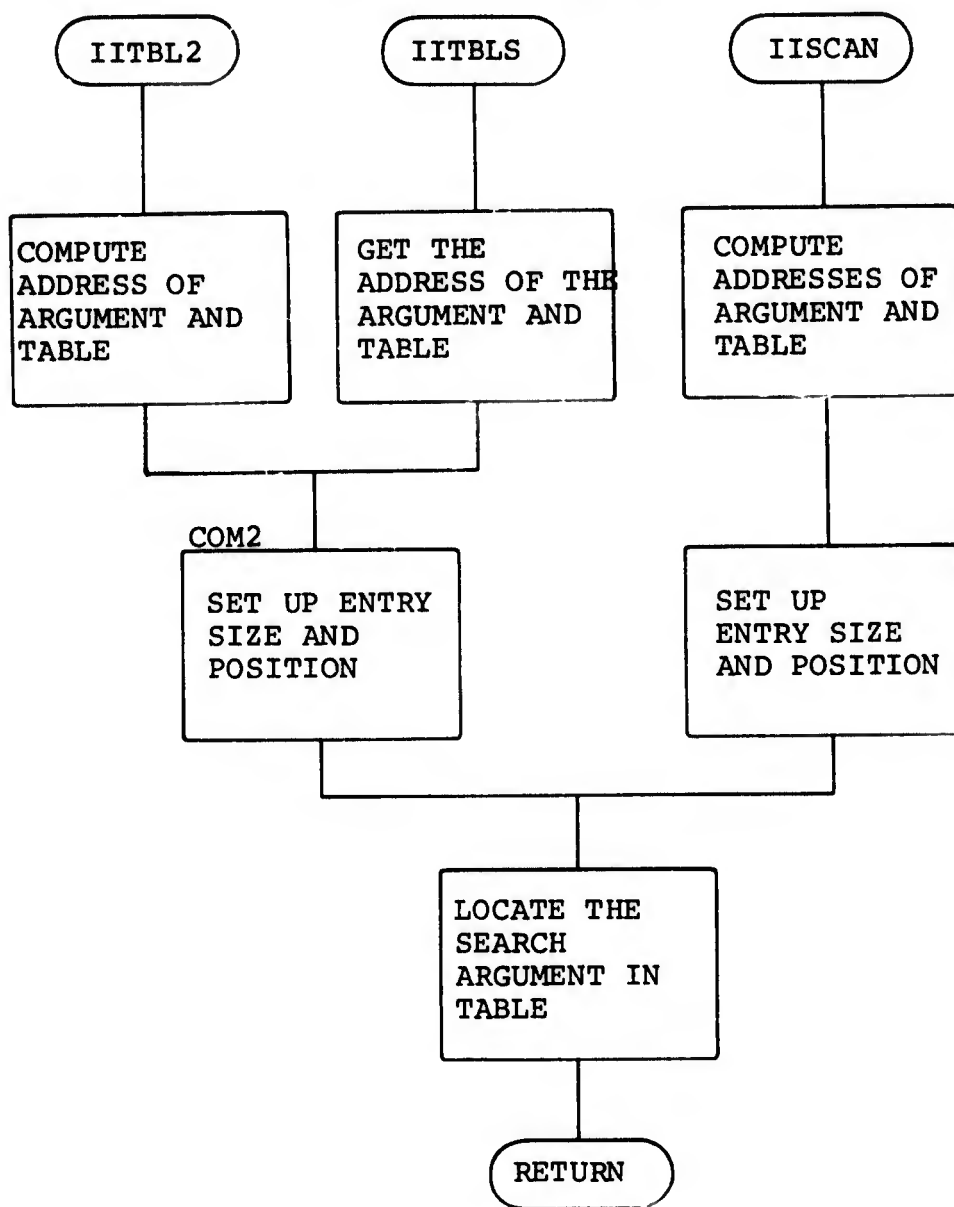 IITBL2
IITBLS
IISCAN
COMPUTE
ADDRESS OF
ARGUMENT AND
TABLE
GET THE
ADDRESS OF THE
ARGUMENT AND
TABLE
COMPUTE
ADDRESSES OF
ARGUMENT AND
TABLE
COM2
SET UP ENTRY
SIZE AND
POSITION
SET UP
ENTRY SIZE
AND POSITION
LOCATE THE
SEARCH
ARGUMENT IN
TABLE
RETURN